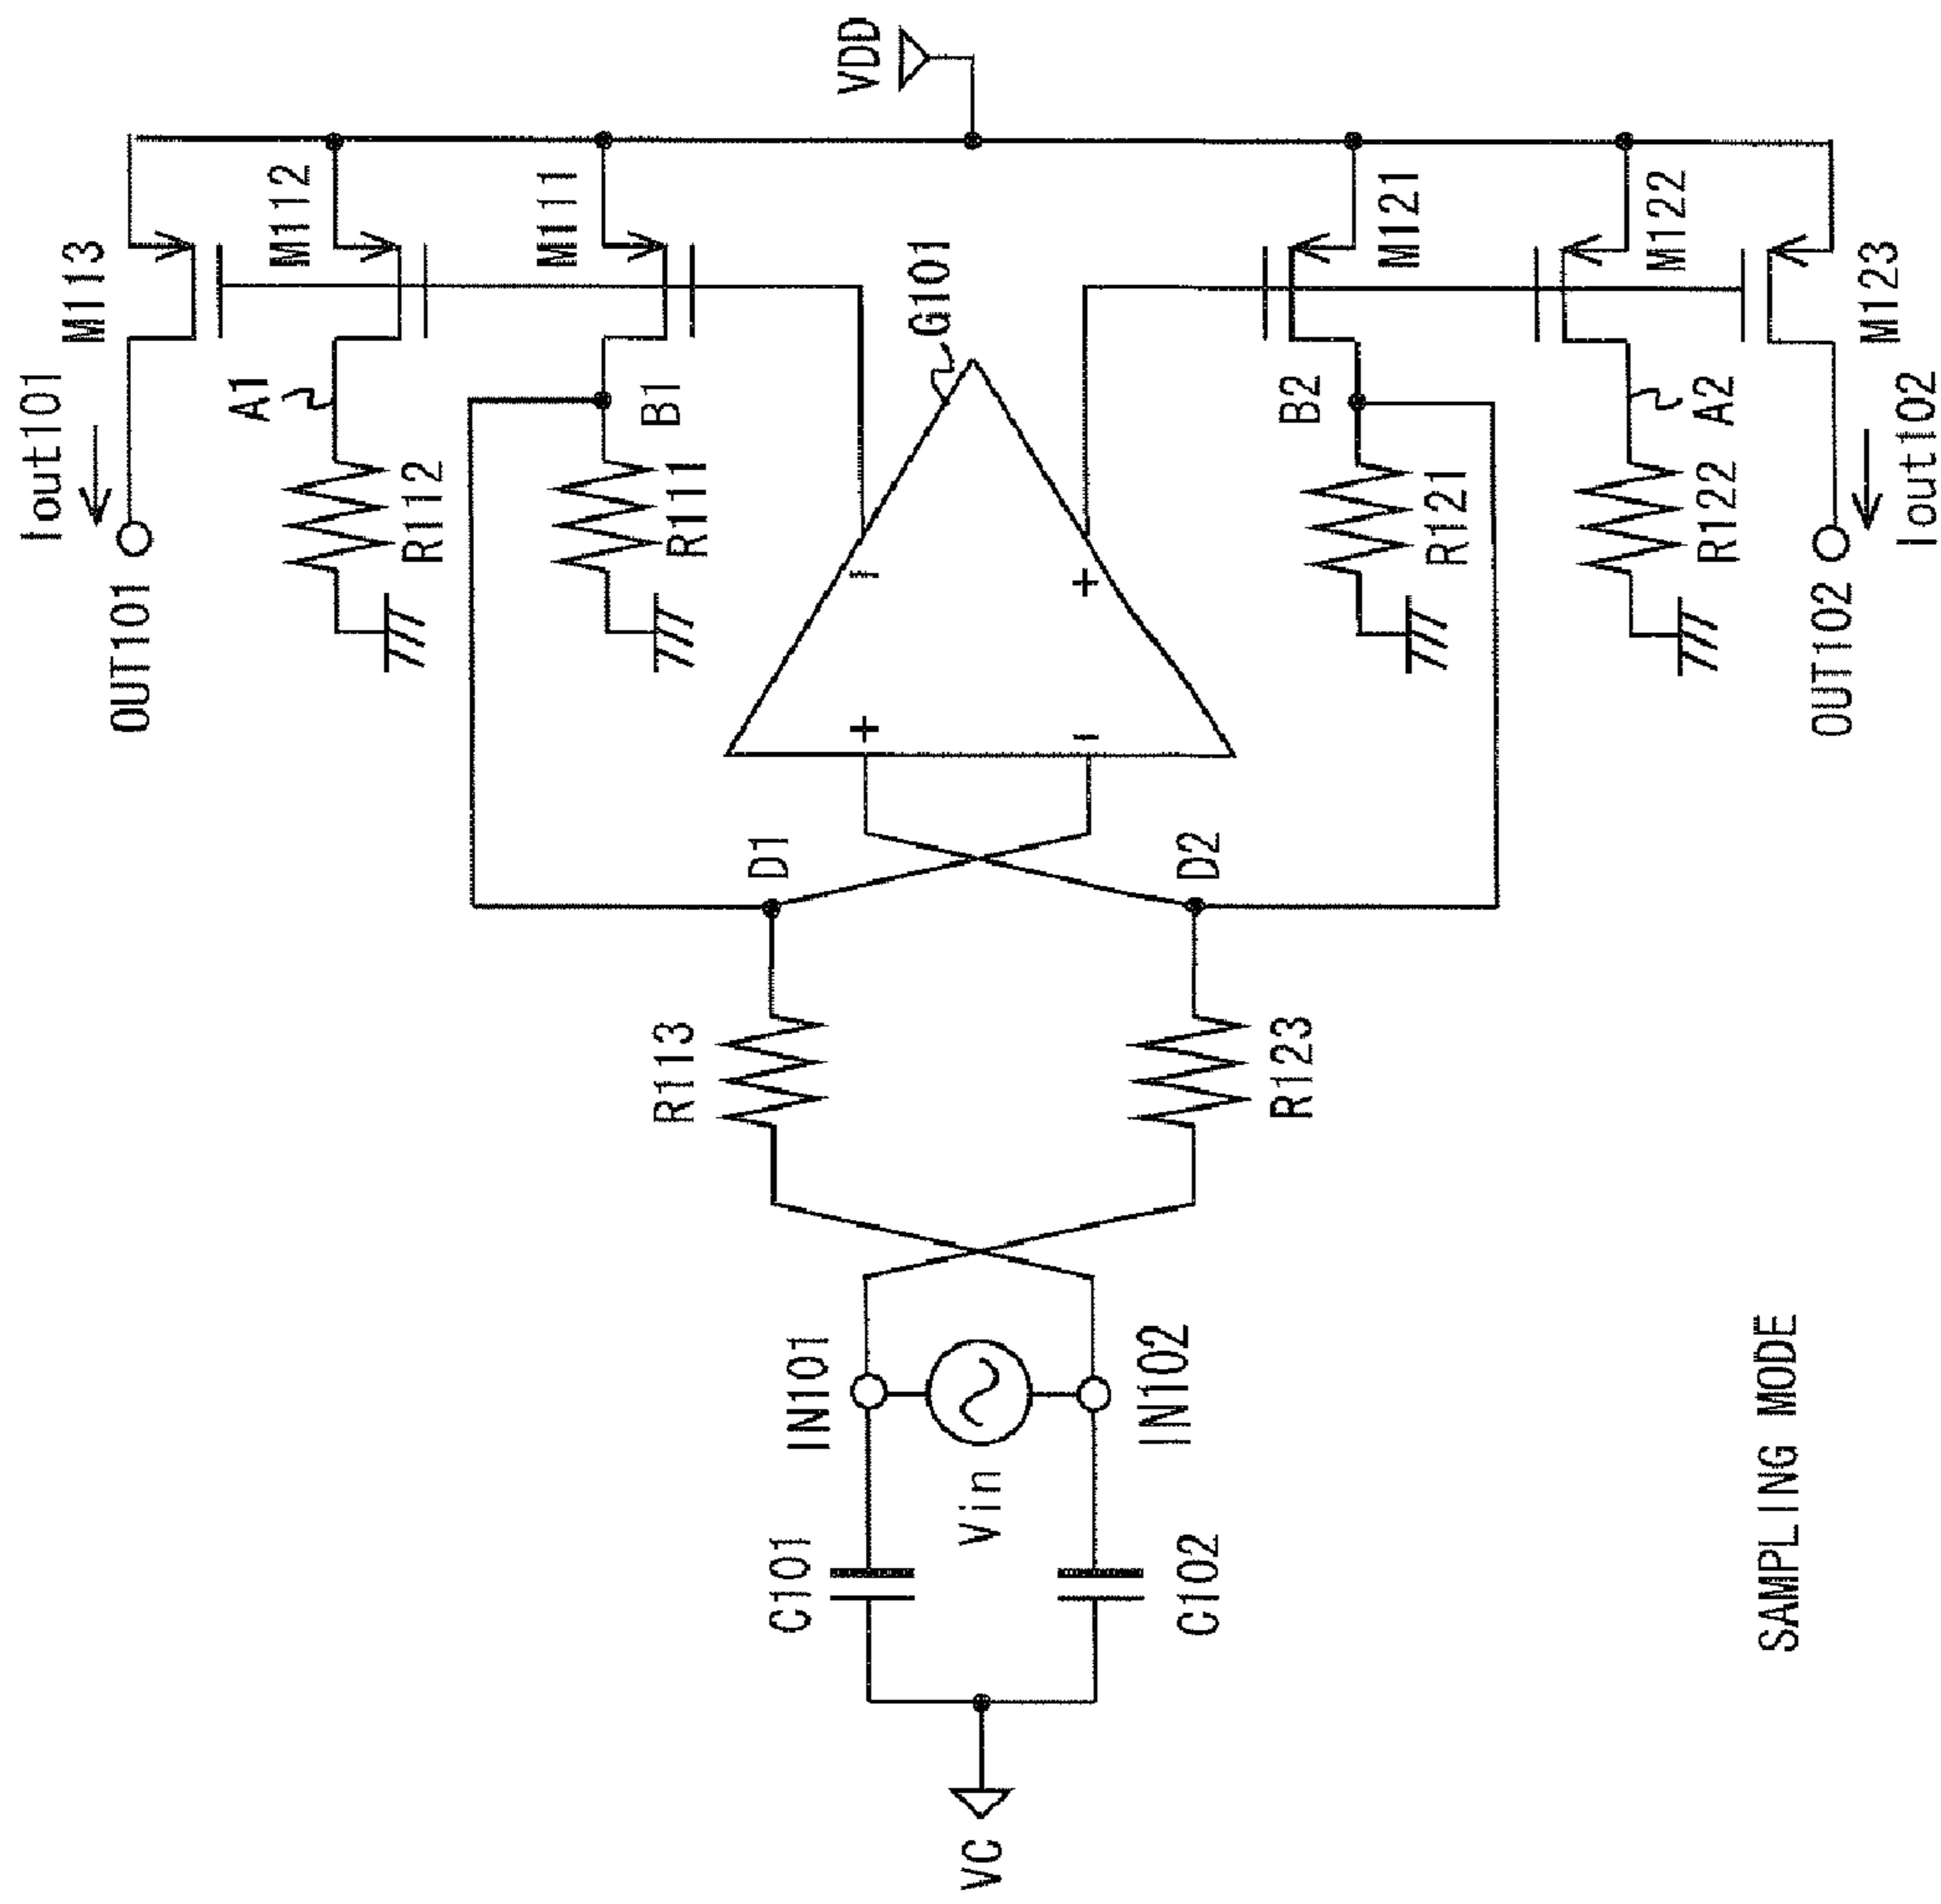 VDD
M113
M112
M111
G101
M121
M122
M123
Iout101
A1
B1
B2
A2
Iout102
OUT101
R112
R111
R121
R122
OUT102
-
+
+
-
D1
D2
R113
R123
IN101
IN102
Vin
C101
C102
VC
SAMPLING MODE